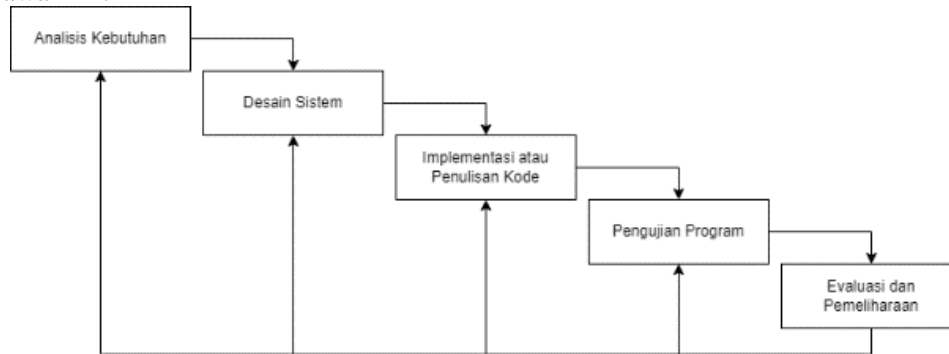 Analisis Kebutuhan
Desain Sistem
Implementasi atau
Penulisan Kode
Pengujian Program
Evaluasi dan
Pemeliharaan